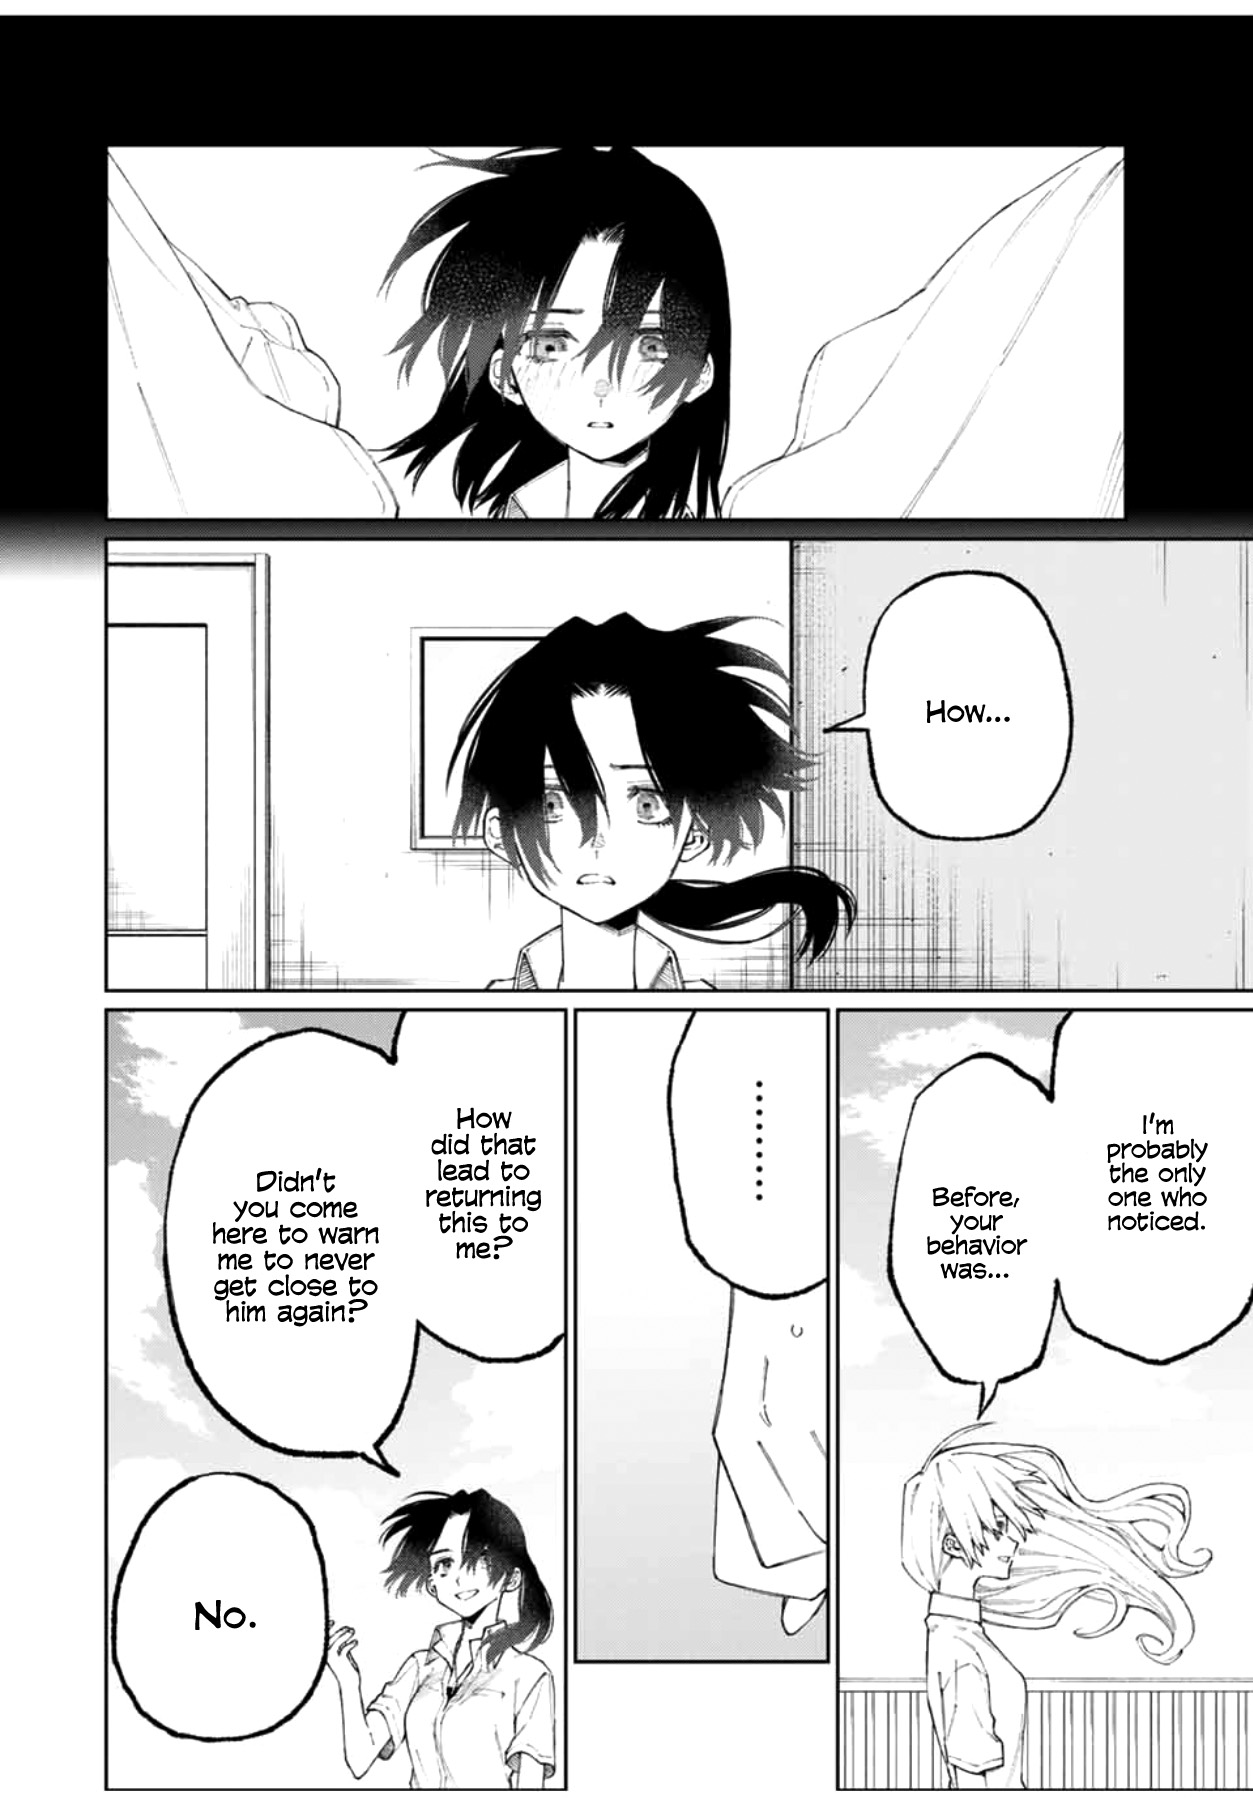 How...
I'm
probably
the only
one who
noticed.
Before,
your
behavior
was...
.........
How
did that
lead to
returning
this to
me?
Didn't
you come
here to warn
me to never
get close to
him again?
No.